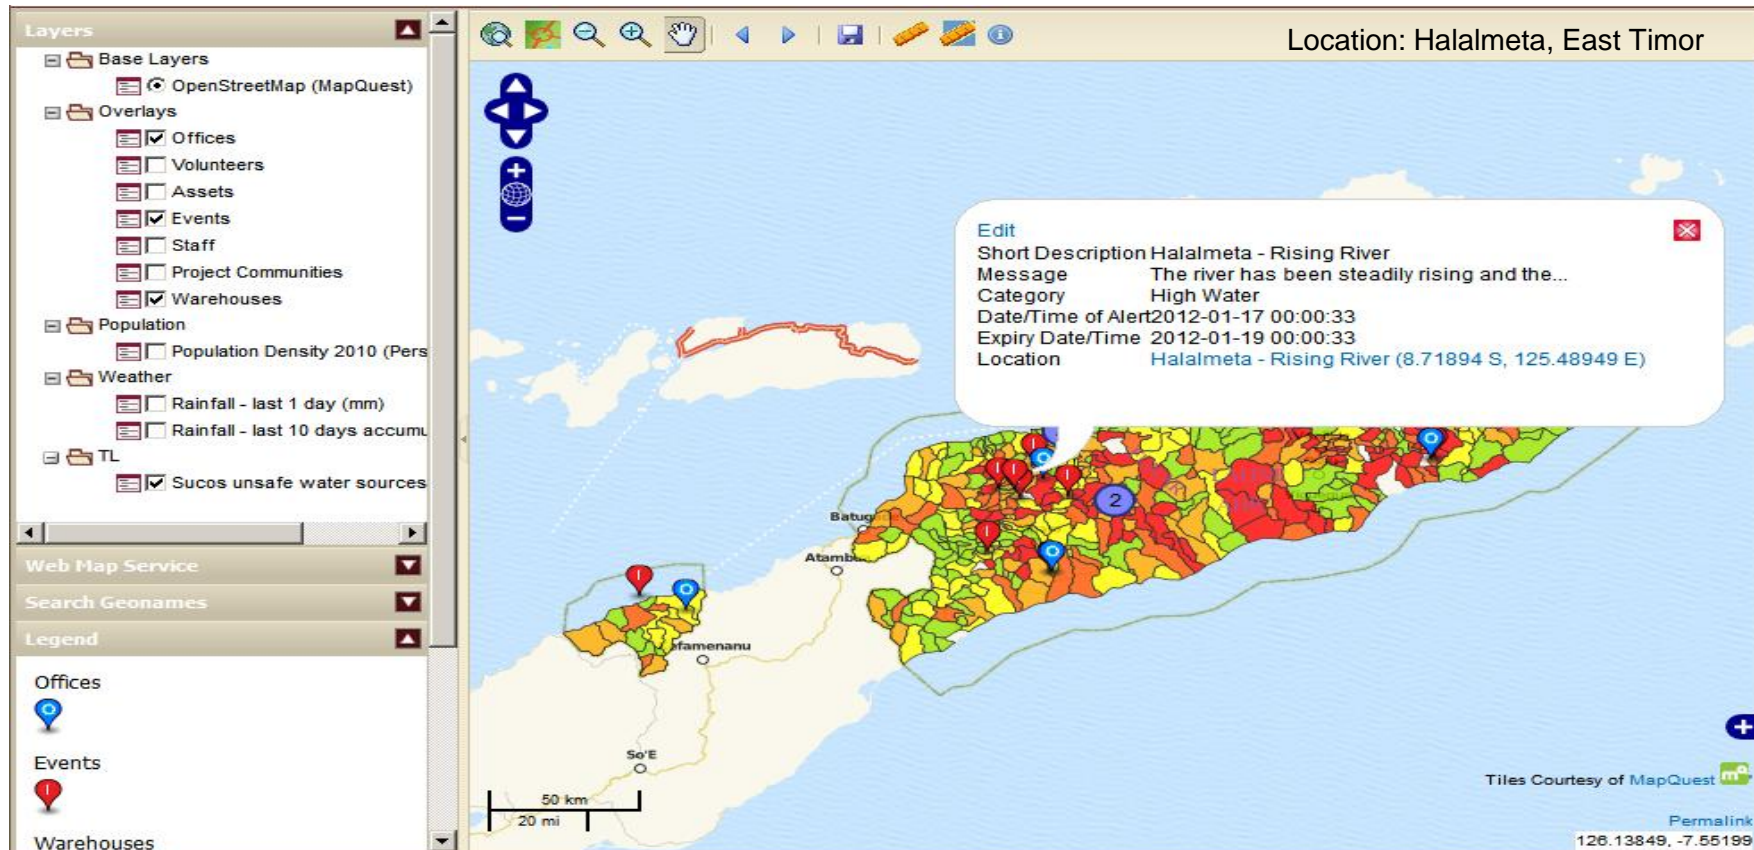 Layers
Base Layers
OpenStreetMap (MapQuest)
Overlays
Offices
Volunteers
Assets
Events
Staff
Project Communities
Warehouses
Population
Population Density 2010 (Pers
Weather
Rainfall - last 1 day (mm)
Rainfall - last 10 days accumu
TL
Sucos unsafe water sources
Web Map Service
Search Geonames
Legend
Offices
Events
Warehouses
Location: Halalmeta, East Timor
Edit
Short Description Halalmeta - Rising River
Message The river has been steadily rising and the...
Category High Water
Date/Time of Alert 2012-01-17 00:00:33
Expiry Date/Time 2012-01-19 00:00:33
Location Halalmeta - Rising River (8.71894 S, 125.48949 E)
2
Batug
Atamb
efamenanu
So'E
50 km
20 mi
Tiles Courtesy of MapQuest
Permalink
126.13849, -7.55199